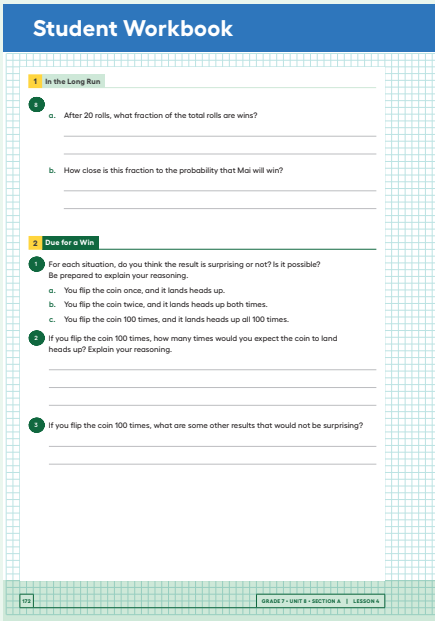 Student Workbook
1 In the Long Run
8
a. After 20 rolls, what fraction of the total rolls are wins?
b. How close is this fraction to the probability that Mai will win?
2 Due for a Win
1 For each situation, do you think the result is surprising or not? Is it possible?
Be prepared to explain your reasoning.
a. You flip the coin once, and it lands heads up.
b. You flip the coin twice, and it lands heads up both times.
c. You flip the coin 100 times, and it lands heads up all 100 times.
2 If you flip the coin 100 times, how many times would you expect the coin to land
heads up? Explain your reasoning.
3 If you flip the coin 100 times, what are some other results that would not be surprising?
172 GRADE 7 • UNIT 8 • SECTION A | LESSON 4